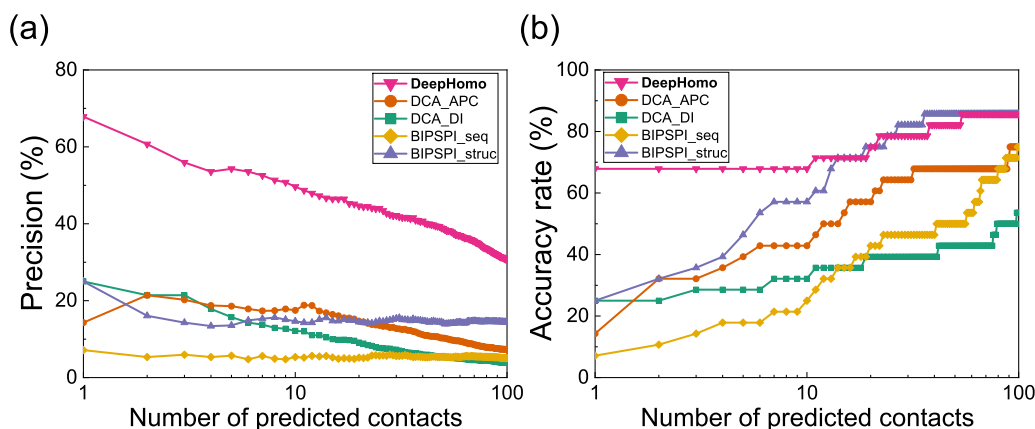 (a)
80
60
40
20
0
Precision (%)
DeepHomo
DCA_APC
DCA_DI
BIPSPI_seq
BIPSPI_struc
1
10
100
Number of predicted contacts
(b)
100
80
60
40
20
0
Accuracy rate (%)
DeepHomo
DCA_APC
DCA_DI
BIPSPI_seq
BIPSPI_struc
1
10
100
Number of predicted contacts